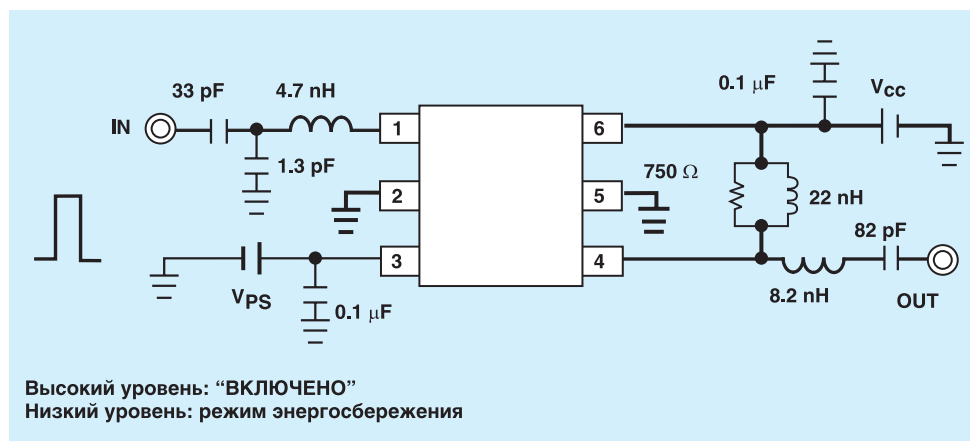 33 pF
4.7 nH
0.1 μF
Vcc
IN
1
6
1.3 pF
750 Ω
2
5
22 nH
82 pF
3
4
VPS
0.1 μF
8.2 nH
OUT
Высокий уровень: “ВКЛЮЧЕНО”
Низкий уровень: режим энергосбережения